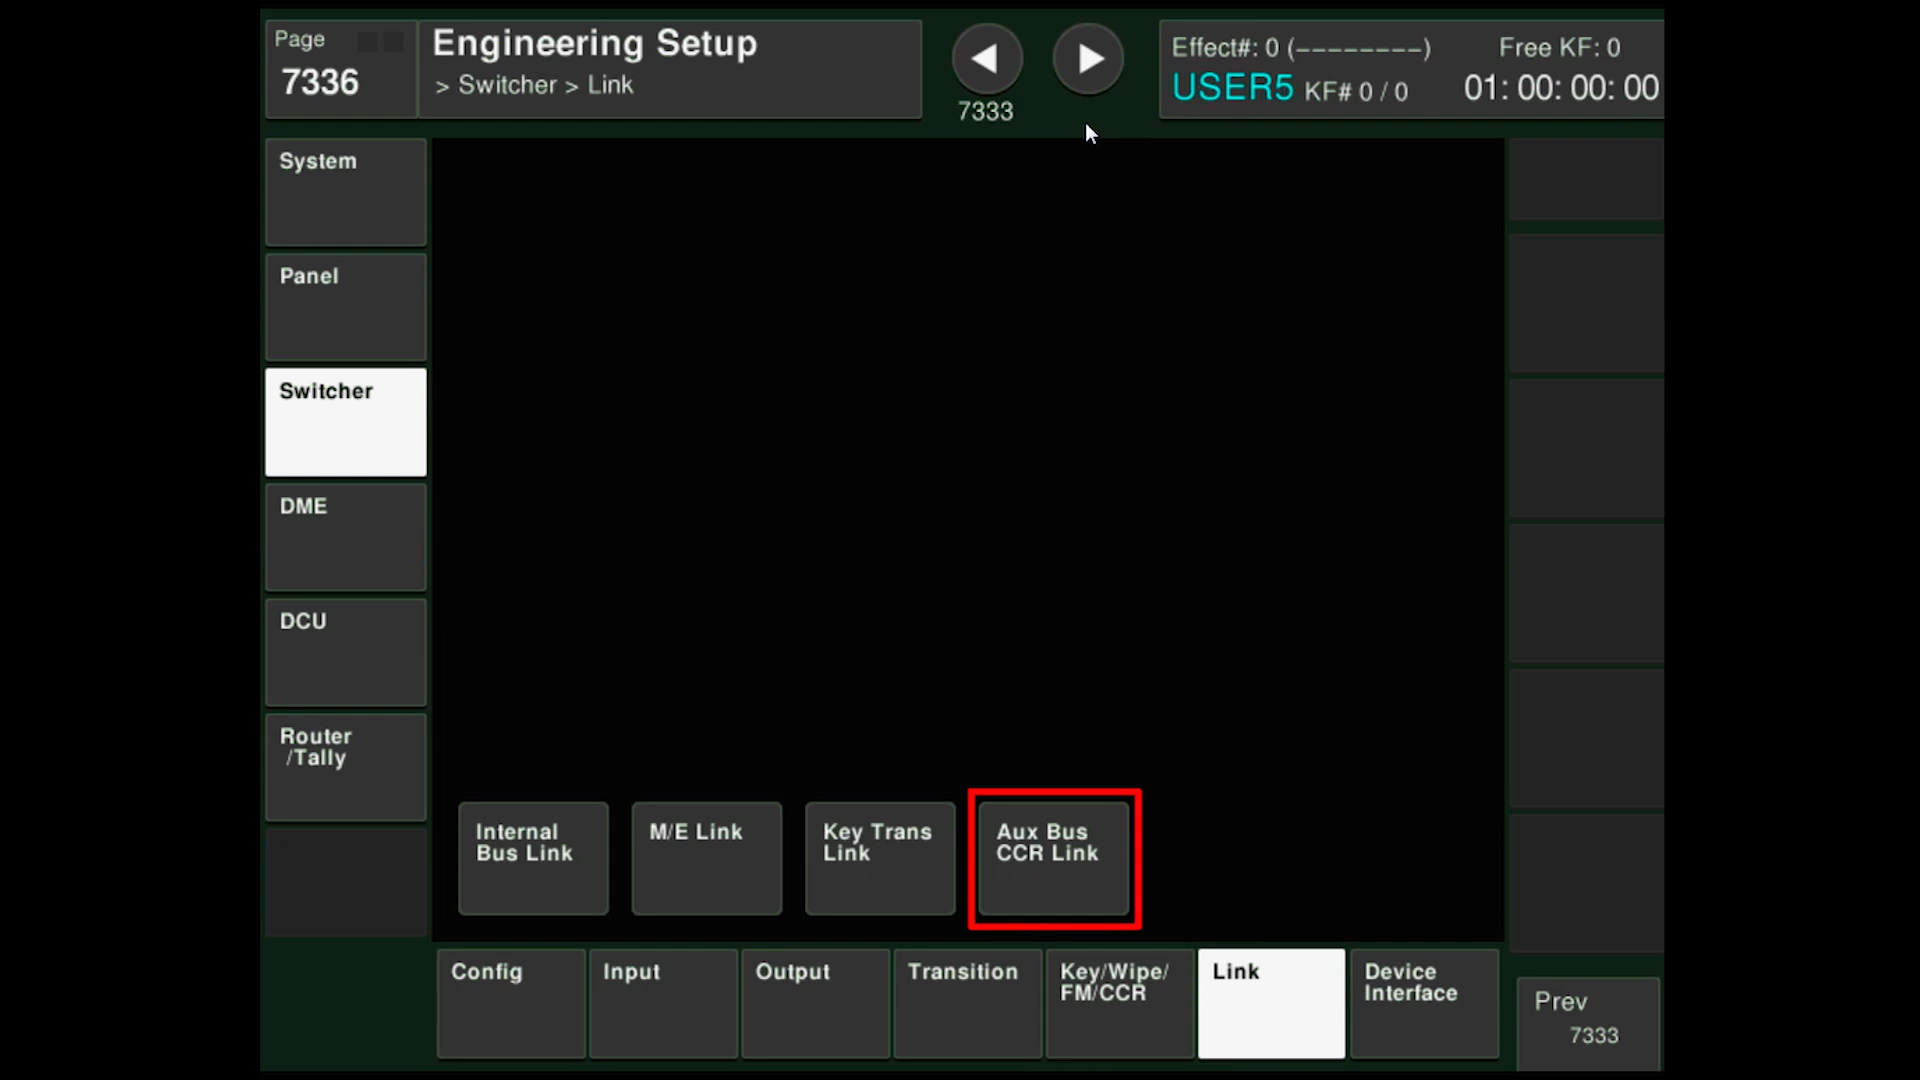 Page
7336
Engineering Setup
> Switcher > Link
7333
Effect#: 0 (--------)
Free KF: 0
USER5 KF# 0 / 0
01: 00: 00: 00
System
Panel
Switcher
DME
DCU
Router
/Tally
Internal
Bus Link
M/E Link
Key Trans
Link
Aux Bus
CCR Link
Config
Input
Output
Transition
Key/Wipe/
FM/CCR
Link
Device
Interface
Prev
7333